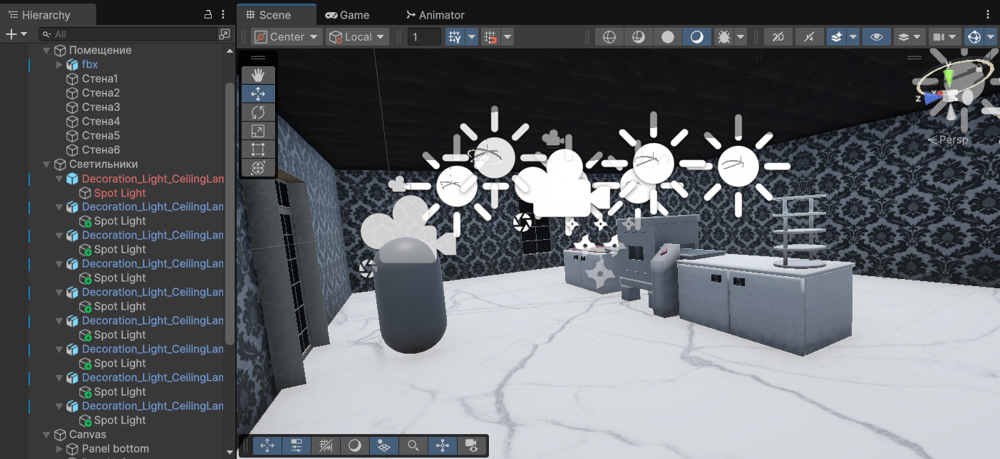 Hierarchy
Scene
Game
Animator
All
Center
Local
1
Помещение
fbx
Стена1
Стена2
Стена3
Стена4
Стена5
Стена6
Светильники
Decoration_Light_CeilingLam
Spot Light
Decoration_Light_CeilingLan
Spot Light
Decoration_Light_CeilingLan
Spot Light
Decoration_Light_CeilingLan
Spot Light
Decoration_Light_CeilingLan
Spot Light
Decoration_Light_CeilingLan
Spot Light
Decoration_Light_CeilingLan
Spot Light
Decoration_Light_CeilingLan
Spot Light
Decoration_Light_CeilingLan
Spot Light
Canvas
Panel bottom
Y
X
Z
Persp
2D